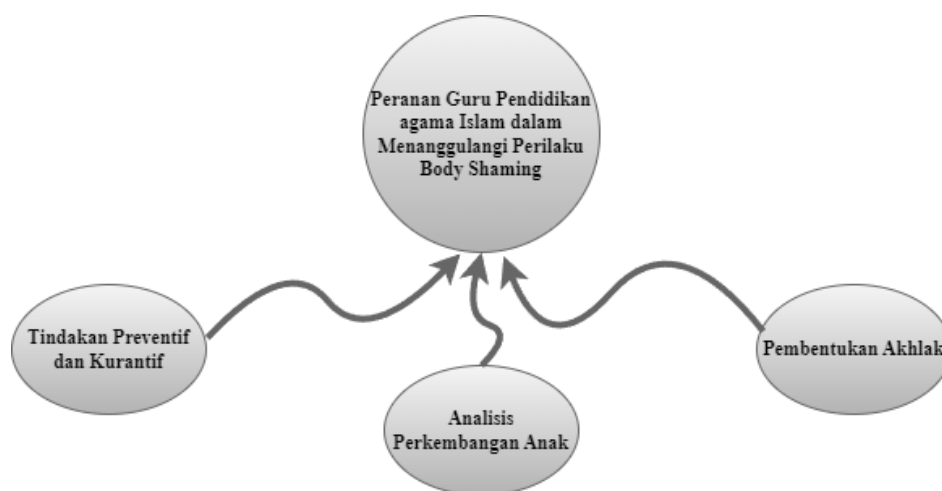 Peranan Guru Pendidikan
agama Islam dalam
Menanggulangi Perilaku
Body Shaming
Tindakan Preventif
dan Kurantif
Analisis
Perkembangan Anak
Pembentukan Akhlak